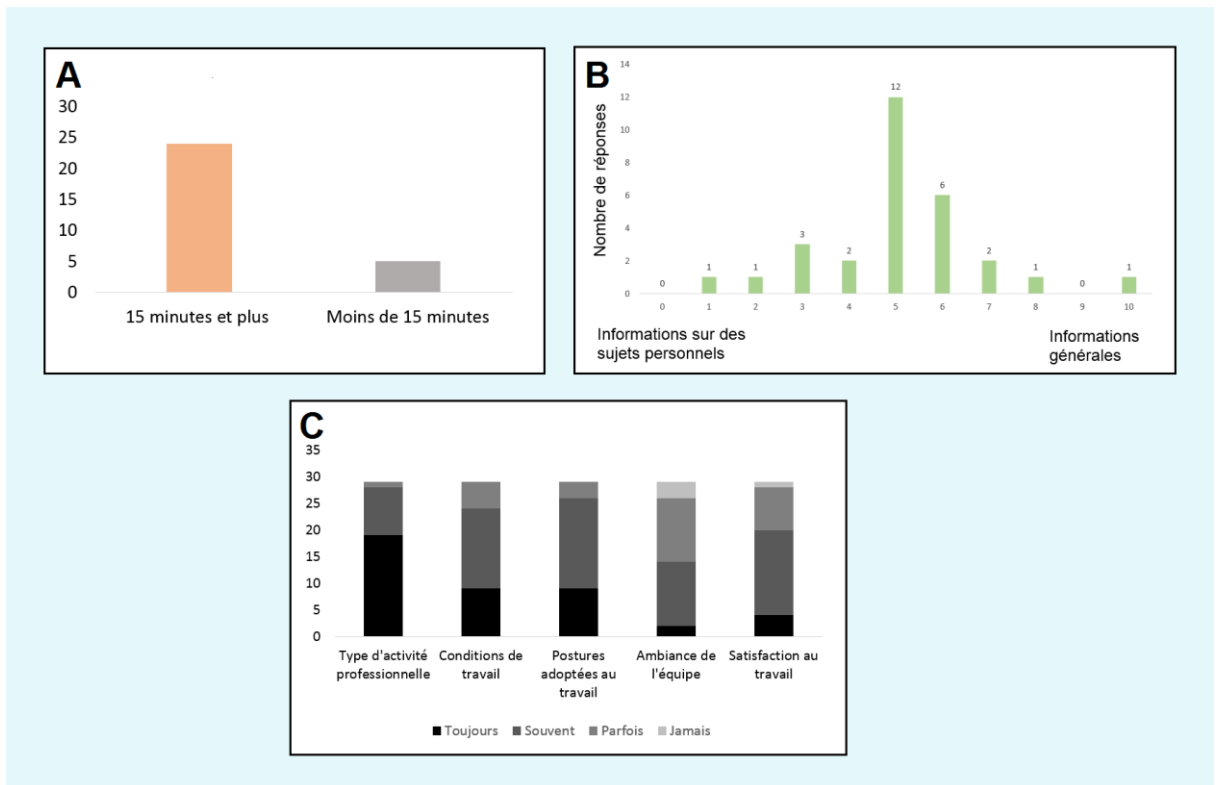 A
30
25
20
15
10
5
0
15 minutes et plus
Moins de 15 minutes
B
Nombre de réponses
14
12
10
8
6
4
2
0
0
1
1
3
2
12
6
2
1
0
1
0 1 2 3 4 5 6 7 8 9 10
Informations sur des
sujets personnels
Informations
générales
C
35
30
25
20
15
10
5
0
Type d'activité
professionnelle
Conditions de
travail
Postures
adoptées au
travail
Ambiance de
l'équipe
Satisfaction au
travail
Toujours Souvent Parfois Jamais